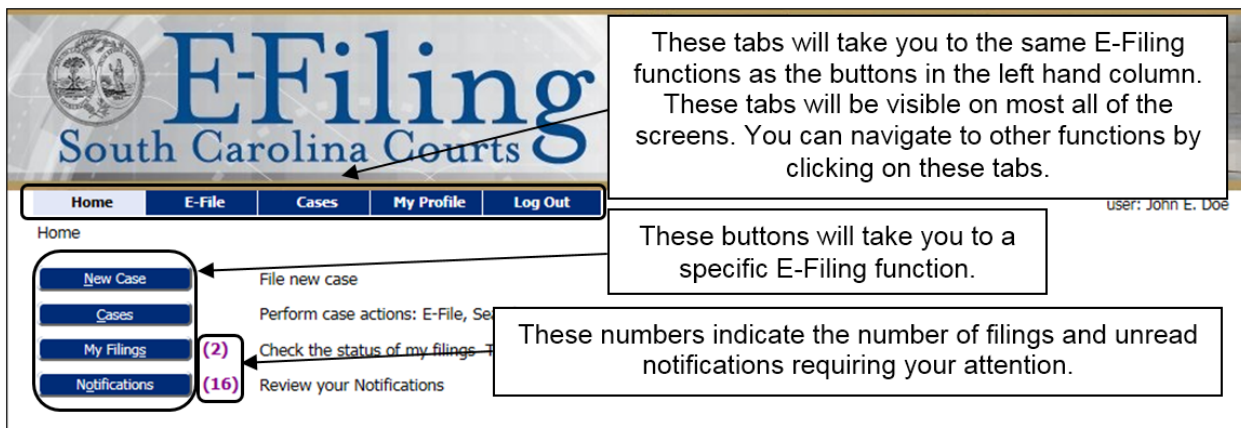 E-Filing
South Carolina Courts
These tabs will take you to the same E-Filing
functions as the buttons in the left hand column.
These tabs will be visible on most all of the
screens. You can navigate to other functions by
clicking on these tabs.
Home E-File Cases My Profile Log Out
user: John E. Doe
Home
These buttons will take you to a
specific E-Filing function.
New Case File new case
Cases Perform case actions: E-File,
These numbers indicate the number of filings and unread
notifications requiring your attention.
My Filings (2) Check the status of my filings
Notifications (16) Review your Notifications